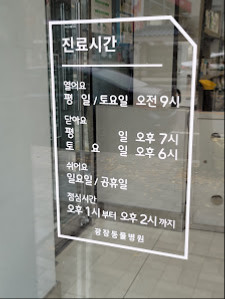 진료시간
열어요
평 일 / 토요일 오전 9시
닫아요
평 일 오후 7시
토 요 일 오후 6시
쉬어요
일요일 / 공휴일
점심시간
오후 1시 부터 오후 2시 까지
광장동물병원